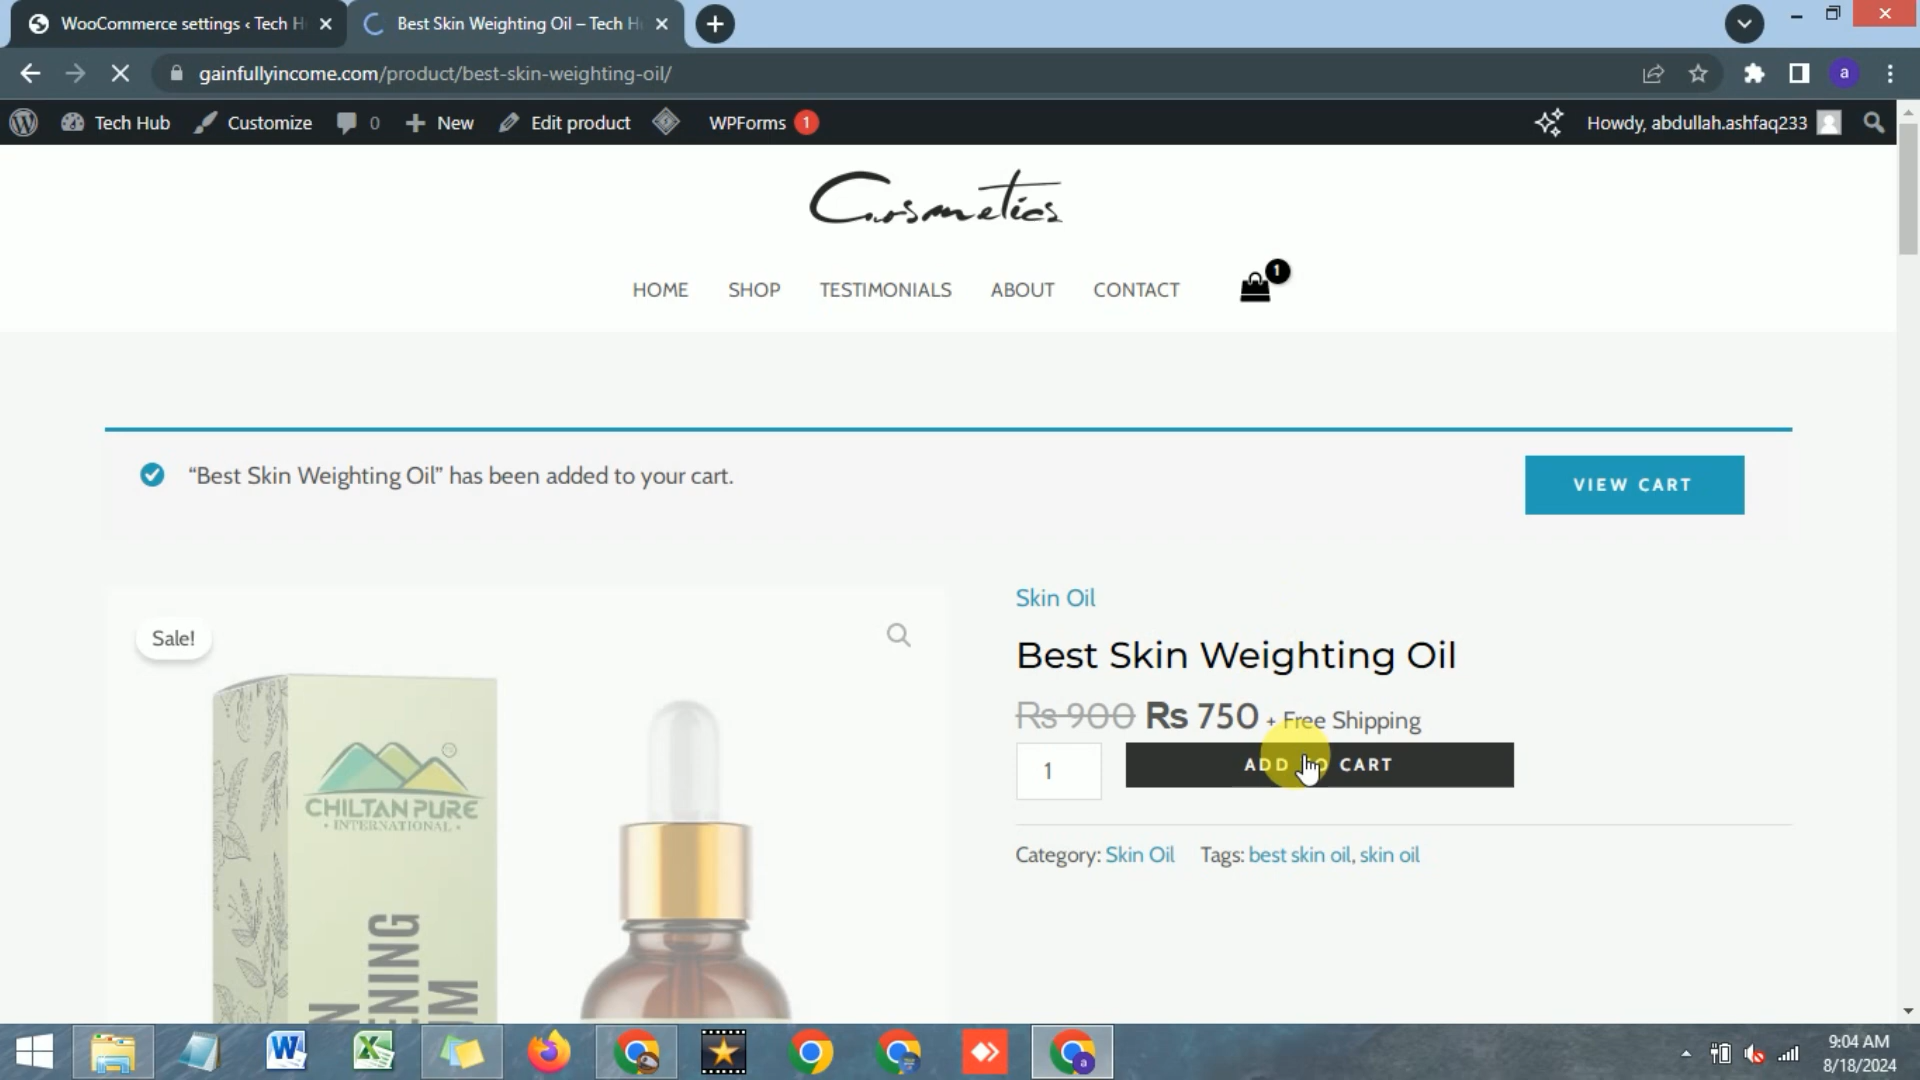 WooCommerce settings ‹ Tech H
Best Skin Weighting Oil – Tech H
gainfullyincome.com/product/best-skin-weighting-oil/
a
Tech Hub
Customize
0
New
Edit product
WPForms 1
Howdy, abdullah.ashfaq233
Cosmetics
HOME
SHOP
TESTIMONIALS
ABOUT
CONTACT
1
“Best Skin Weighting Oil” has been added to your cart.
VIEW CART
Sale!
Skin Oil
Best Skin Weighting Oil
Rs 900 Rs 750 + Free Shipping
1
ADD TO CART
Category: Skin Oil Tags: best skin oil, skin oil
CHILTAN PURE
• INTERNATIONAL •
9:04 AM
8/18/2024